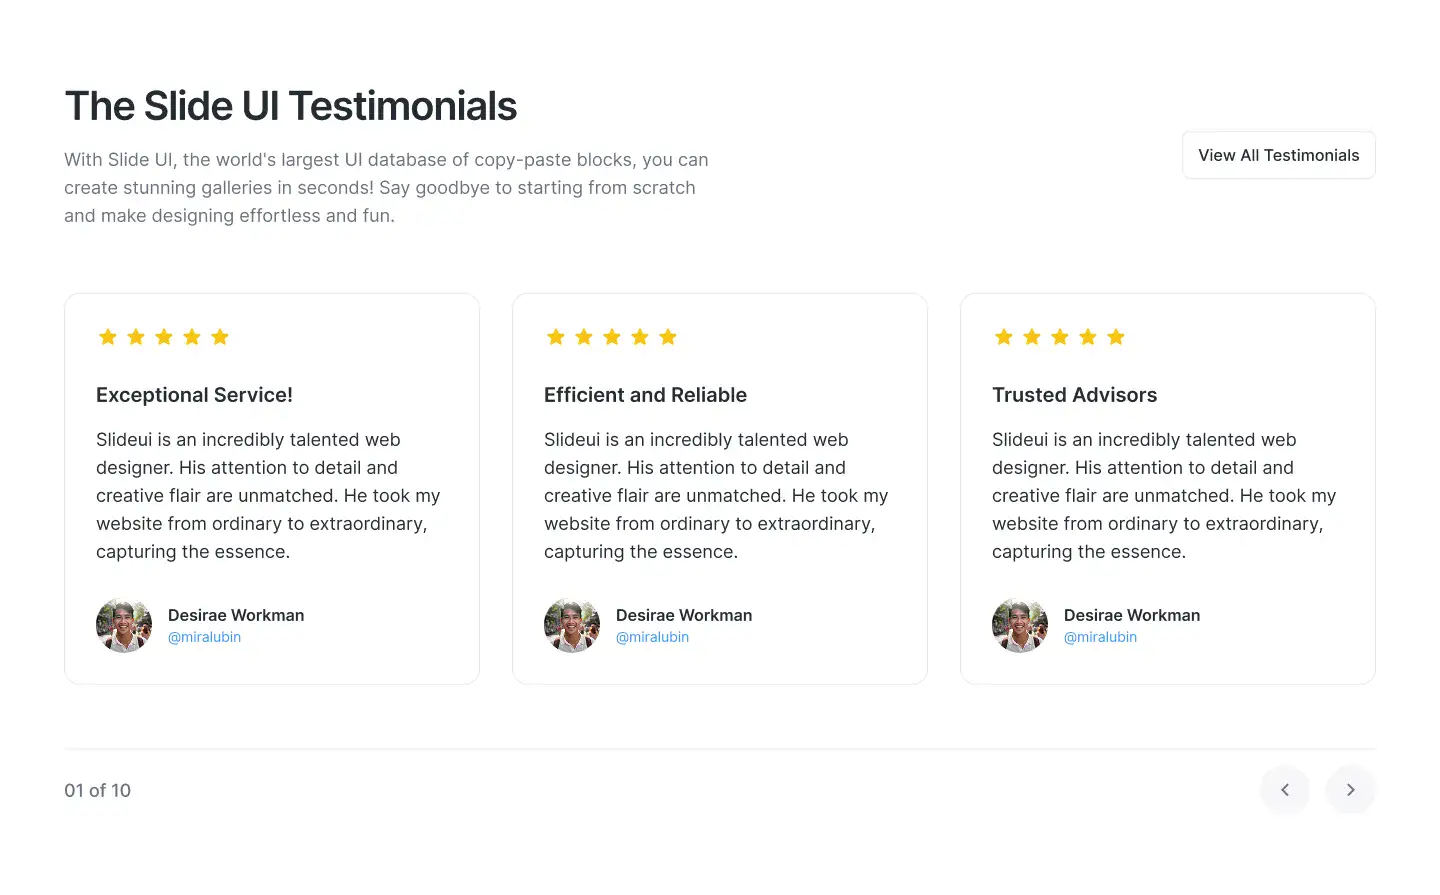 The Slide UI Testimonials
With Slide UI, the world's largest UI database of copy-paste blocks, you can
create stunning galleries in seconds! Say goodbye to starting from scratch
and make designing effortless and fun.
View All Testimonials
Exceptional Service!
Slideui is an incredibly talented web
designer. His attention to detail and
creative flair are unmatched. He took my
website from ordinary to extraordinary,
capturing the essence.
Desirae Workman
@miralubin
Efficient and Reliable
Slideui is an incredibly talented web
designer. His attention to detail and
creative flair are unmatched. He took my
website from ordinary to extraordinary,
capturing the essence.
Desirae Workman
@miralubin
Trusted Advisors
Slideui is an incredibly talented web
designer. His attention to detail and
creative flair are unmatched. He took my
website from ordinary to extraordinary,
capturing the essence.
Desirae Workman
@miralubin
01 of 10